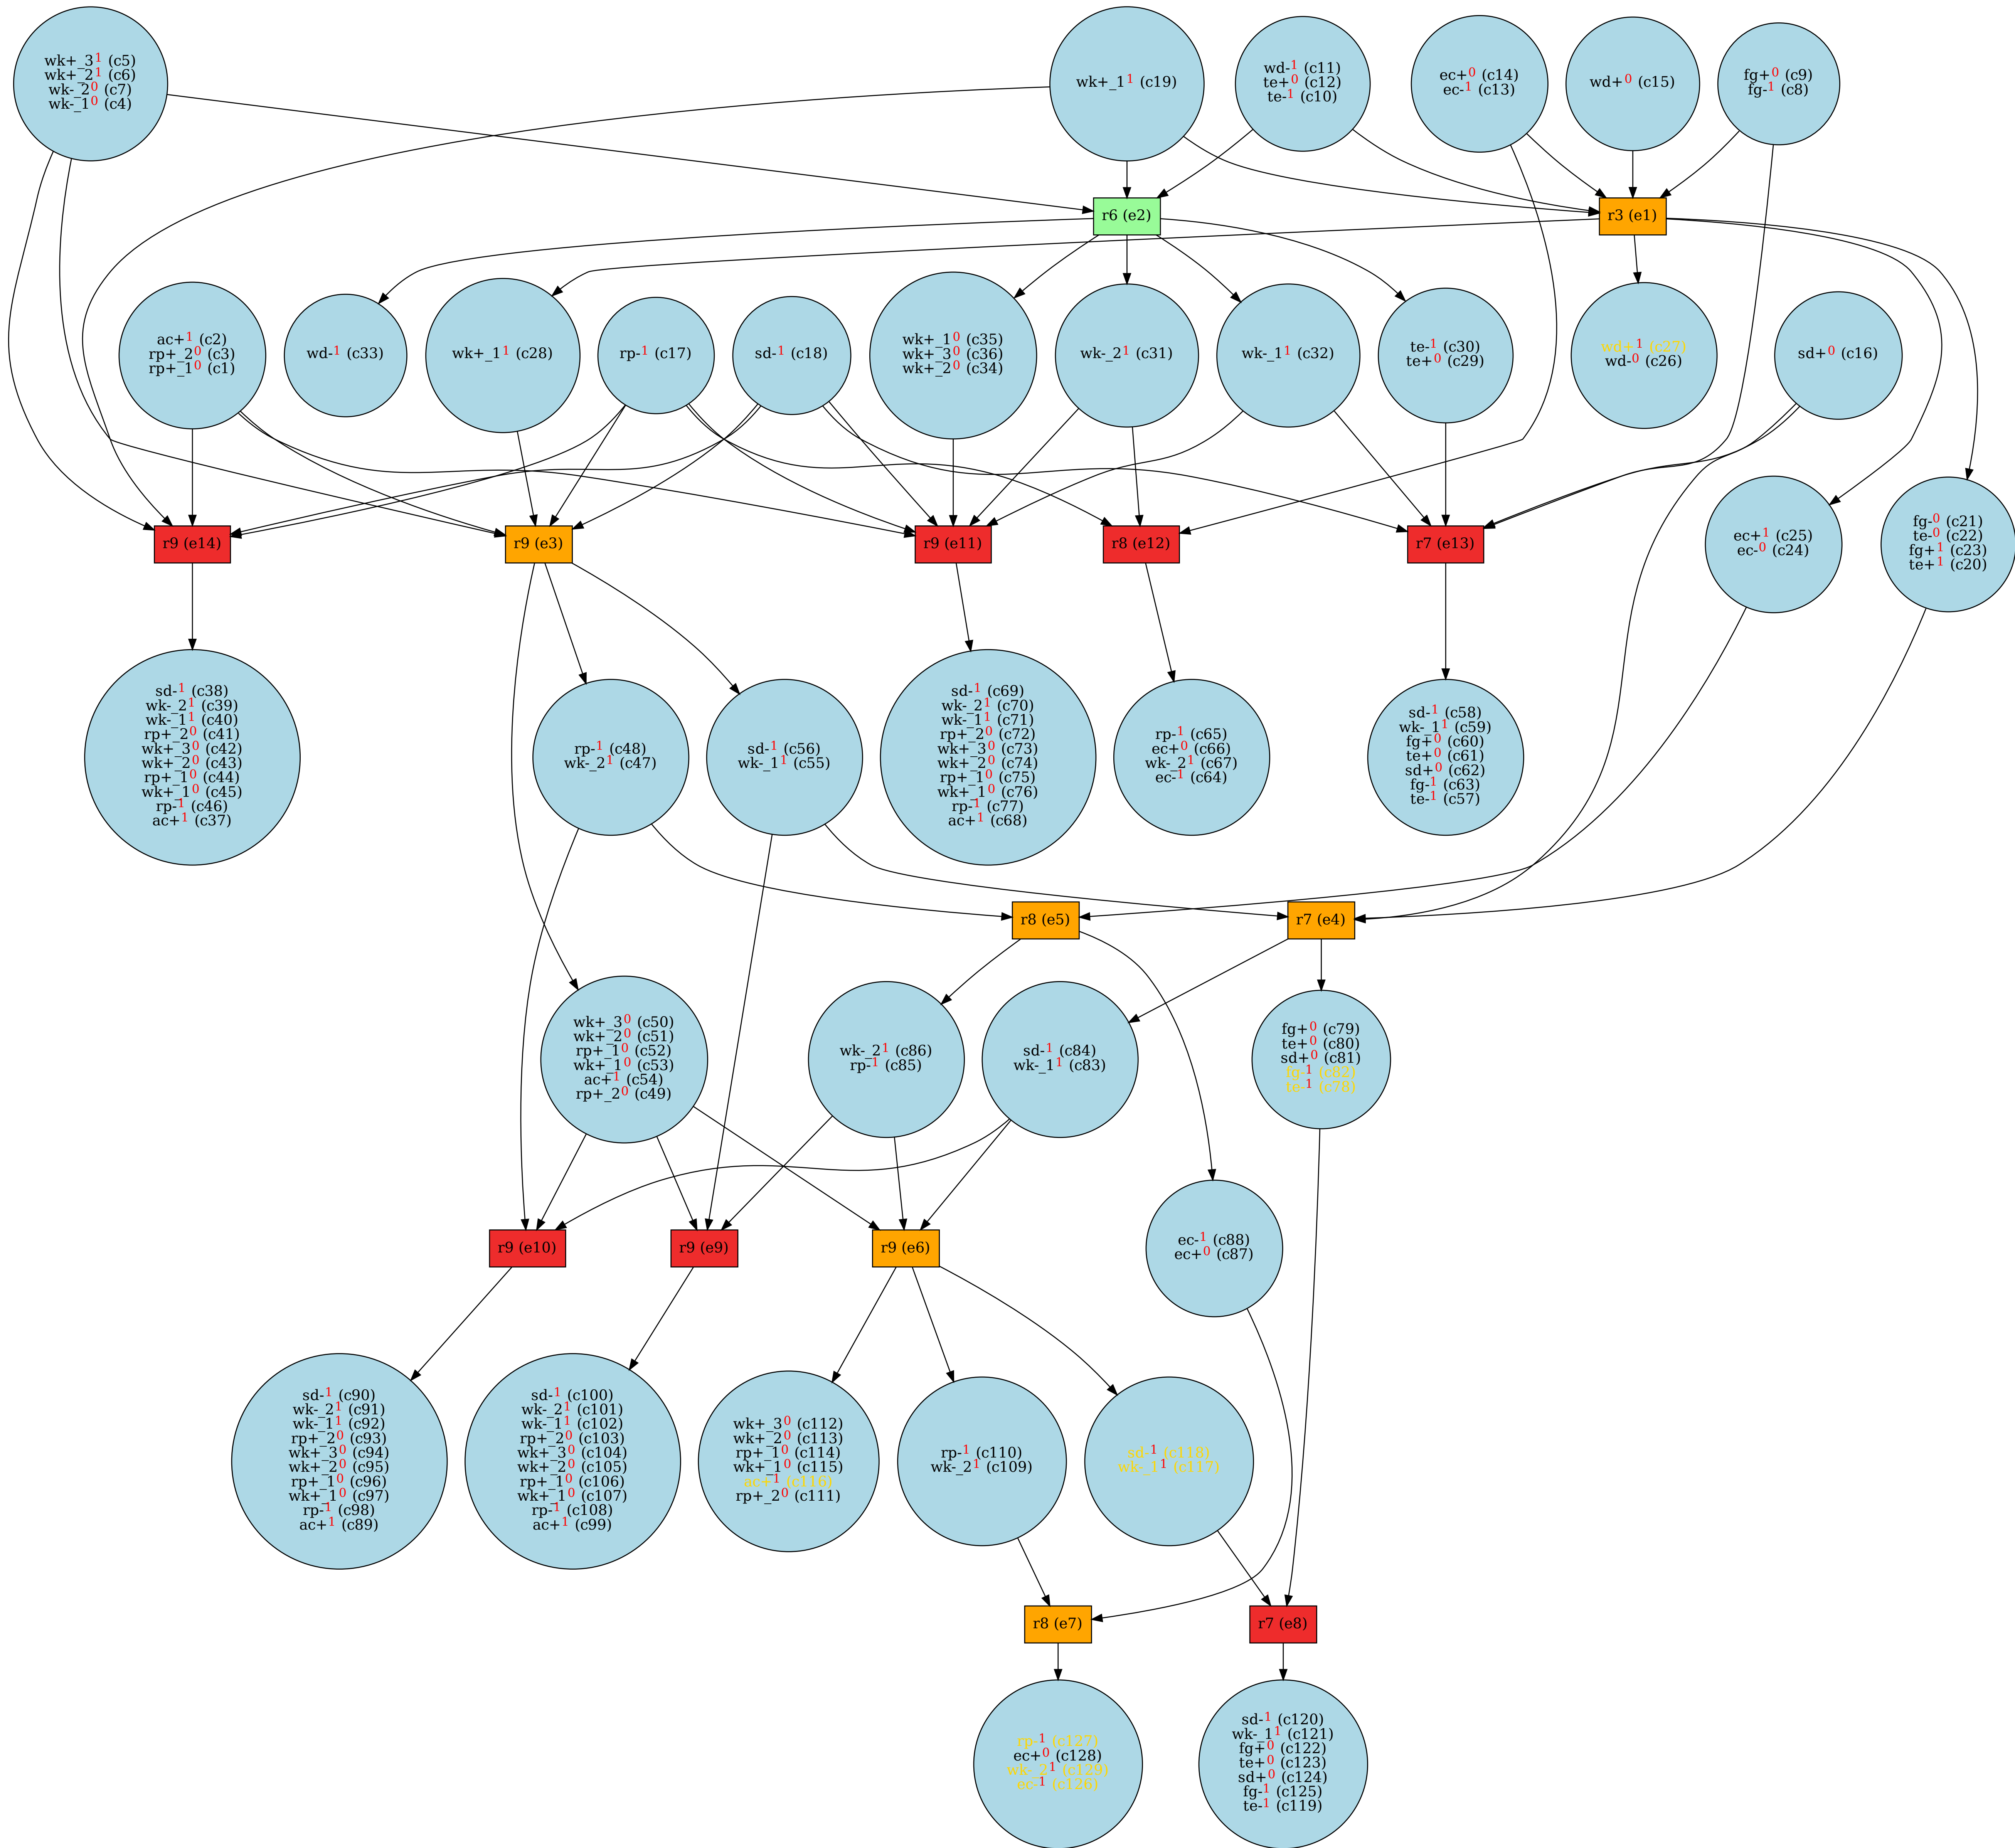 wk+_3¹ (c5)
wk+_2¹ (c6)
wk-_2⁰ (c7)
wk-_1⁰ (c4)
wk+_1¹ (c19)
wd-¹ (c11)
te+⁰ (c12)
te-¹ (c10)
ec+⁰ (c14)
ec-¹ (c13)
wd+⁰ (c15)
fg+⁰ (c9)
fg-¹ (c8)
r6 (e2)
r3 (e1)
ac+¹ (c2)
rp+_2⁰ (c3)
rp+_1⁰ (c1)
wd-¹ (c33)
wk+_1¹ (c28)
rp-¹ (c17)
sd-¹ (c18)
wk+_1⁰ (c35)
wk+_3⁰ (c36)
wk+_2⁰ (c34)
wk-_2¹ (c31)
wk-_1¹ (c32)
te-¹ (c30)
te+⁰ (c29)
wd+¹ (c27)
wd-⁰ (c26)
sd+⁰ (c16)
r9 (e14)
r9 (e3)
r9 (e11)
r8 (e12)
r7 (e13)
ec+¹ (c25)
ec-⁰ (c24)
fg-⁰ (c21)
te-⁰ (c22)
fg+¹ (c23)
te+¹ (c20)
sd-¹ (c38)
wk-_2¹ (c39)
wk-_1¹ (c40)
rp+_2⁰ (c41)
wk+_3⁰ (c42)
wk+_2⁰ (c43)
rp+_1⁰ (c44)
wk+_1⁰ (c45)
rp-¹ (c46)
ac+¹ (c37)
rp-¹ (c48)
wk-_2¹ (c47)
sd-¹ (c56)
wk-_1¹ (c55)
sd-¹ (c69)
wk-_2¹ (c70)
wk-_1¹ (c71)
rp+_2⁰ (c72)
wk+_3⁰ (c73)
wk+_2⁰ (c74)
rp+_1⁰ (c75)
wk+_1⁰ (c76)
rp-¹ (c77)
ac+¹ (c68)
rp-¹ (c65)
ec+⁰ (c66)
wk-_2¹ (c67)
ec-¹ (c64)
sd-¹ (c58)
wk-_1¹ (c59)
fg+⁰ (c60)
te+⁰ (c61)
sd+⁰ (c62)
fg-¹ (c63)
te-¹ (c57)
r8 (e5)
r7 (e4)
wk+_3⁰ (c50)
wk+_2⁰ (c51)
rp+_1⁰ (c52)
wk+_1⁰ (c53)
ac+¹ (c54)
rp+_2⁰ (c49)
wk-_2¹ (c86)
rp-¹ (c85)
sd-¹ (c84)
wk-_1¹ (c83)
fg+⁰ (c79)
te+⁰ (c80)
sd+⁰ (c81)
fg-¹ (c82)
te-¹ (c78)
r9 (e10)
r9 (e9)
r9 (e6)
ec-¹ (c88)
ec+⁰ (c87)
sd-¹ (c90)
wk-_2¹ (c91)
wk-_1¹ (c92)
rp+_2⁰ (c93)
wk+_3⁰ (c94)
wk+_2⁰ (c95)
rp+_1⁰ (c96)
wk+_1⁰ (c97)
rp-¹ (c98)
ac+¹ (c89)
sd-¹ (c100)
wk-_2¹ (c101)
wk-_1¹ (c102)
rp+_2⁰ (c103)
wk+_3⁰ (c104)
wk+_2⁰ (c105)
rp+_1⁰ (c106)
wk+_1⁰ (c107)
rp-¹ (c108)
ac+¹ (c99)
wk+_3⁰ (c112)
wk+_2⁰ (c113)
rp+_1⁰ (c114)
wk+_1⁰ (c115)
ac+¹ (c116)
rp+_2⁰ (c111)
rp-¹ (c110)
wk-_2¹ (c109)
sd-¹ (c118)
wk-_1¹ (c117)
r8 (e7)
r7 (e8)
rp-¹ (c127)
ec+⁰ (c128)
wk-_2¹ (c129)
ec-¹ (c126)
sd-¹ (c120)
wk-_1¹ (c121)
fg+⁰ (c122)
te+⁰ (c123)
sd+⁰ (c124)
fg-¹ (c125)
te-¹ (c119)